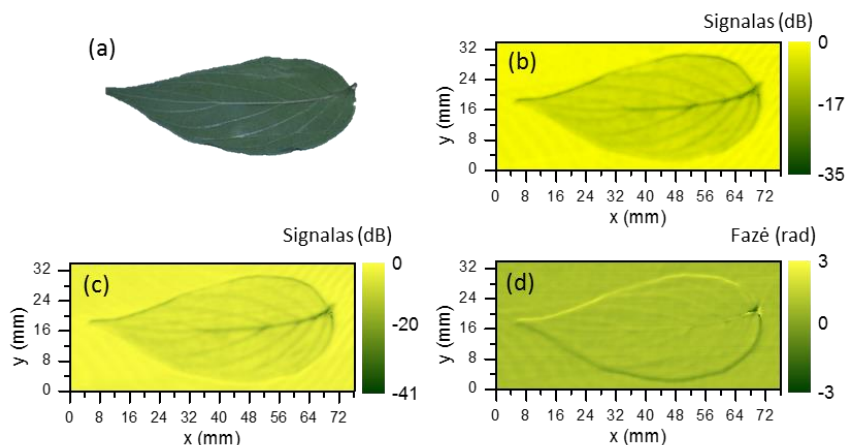 (a)
Signalas (dB)
(b)
y (mm)
32
24
16
8
0
0 8 16 24 32 40 48 56 64 72
x (mm)
0
-17
-35
Signalas (dB)
(c)
y (mm)
32
24
16
8
0
0 8 16 24 32 40 48 56 64 72
x (mm)
0
-20
-41
Fazė (rad)
(d)
y (mm)
32
24
16
8
0
0 8 16 24 32 40 48 56 64 72
x (mm)
3
0
-3